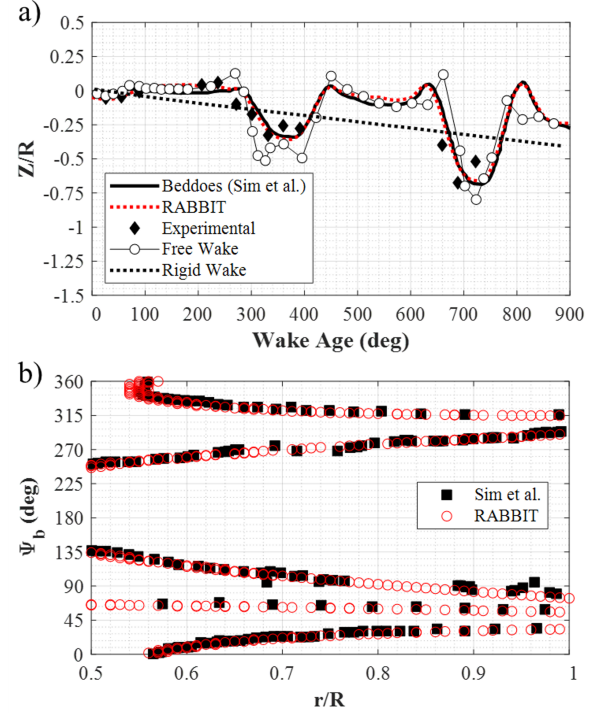 a)
0.5
0.25
0
-0.25
-0.5
-0.75
-1
-1.25
-1.5
Z/R
Beddoes (Sim et al.)
RABBIT
Experimental
Free Wake
Rigid Wake
0 100 200 300 400 500 600 700 800 900
Wake Age (deg)
b)
360
315
270
225
180
135
90
45
0
Ψb (deg)
Sim et al.
RABBIT
0.5 0.6 0.7 0.8 0.9 1
r/R